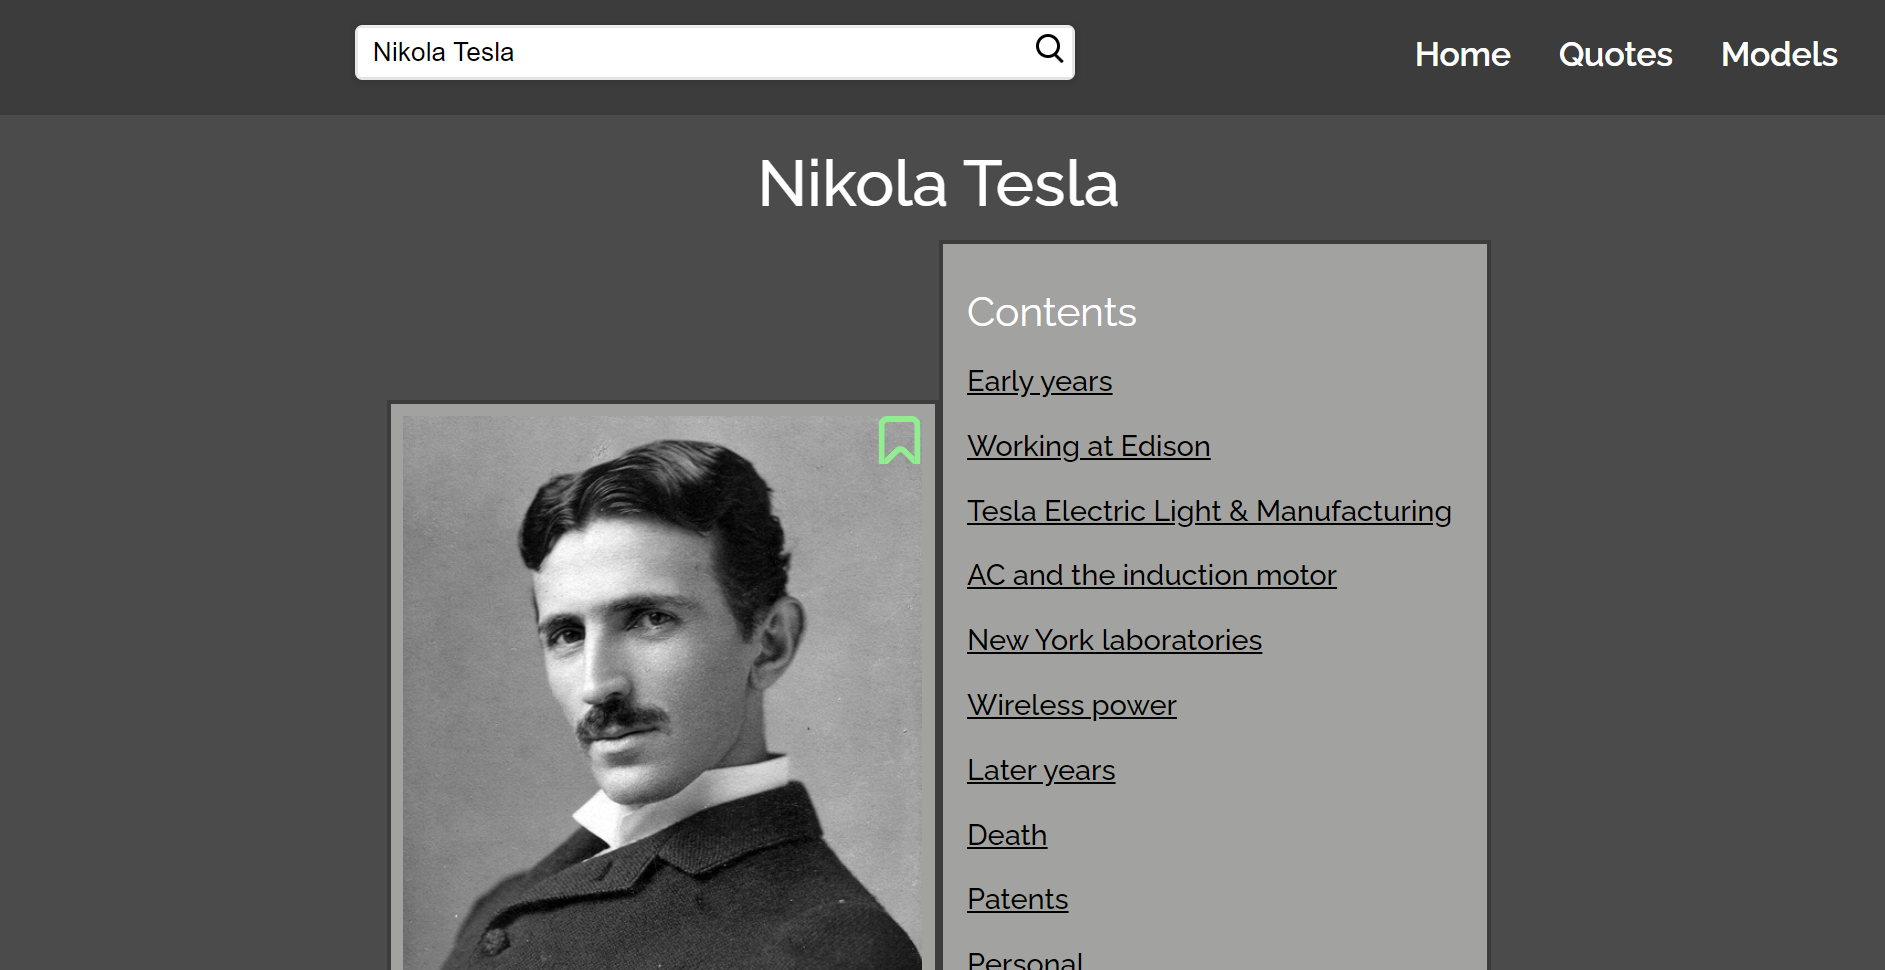 Nikola Tesla
Home Quotes Models
Nikola Tesla
Contents
Early years
Working at Edison
Tesla Electric Light & Manufacturing
AC and the induction motor
New York laboratories
Wireless power
Later years
Death
Patents
Personal